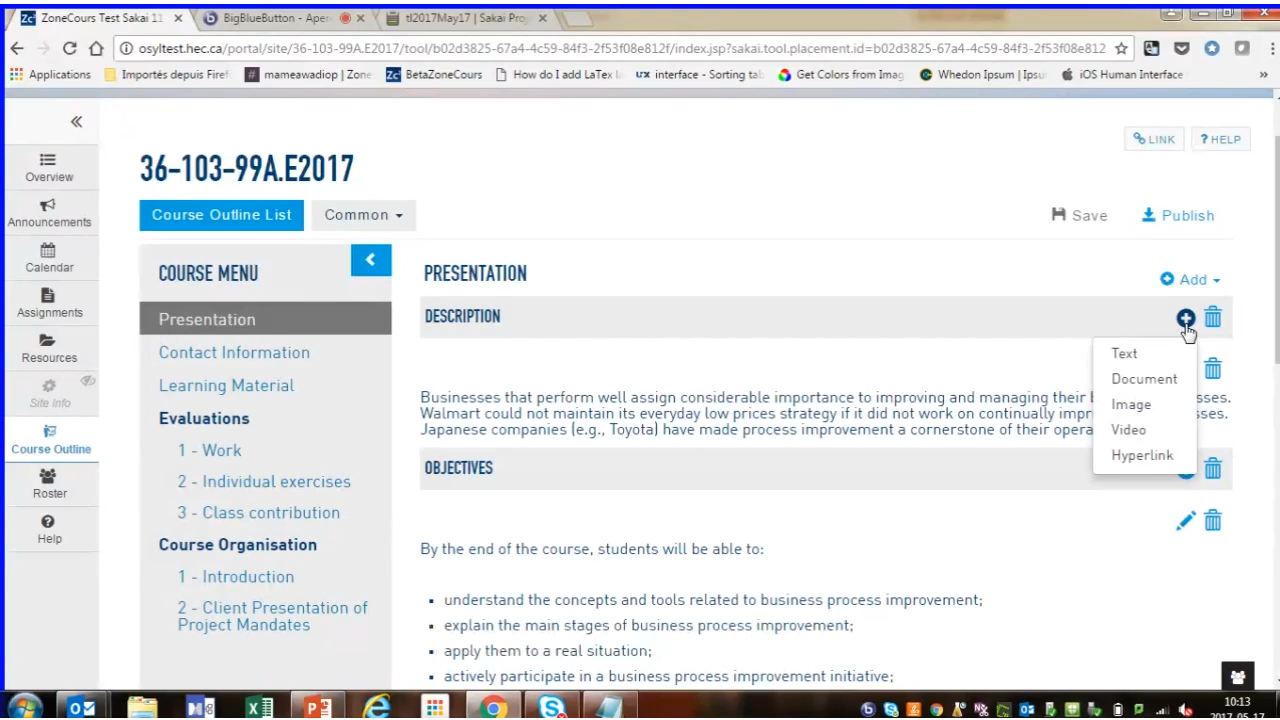 ZoneCours Test Sakai 11
BigBlueButton - Aper
tl2017May17 | Sakai Proj
osyltest.hec.ca/portal/site/36-103-99A.E2017/tool/b02d3825-67a4-4c59-84f3-2f53f08e812f/index.jsp?sakai.tool.placement.id=b02d3825-67a4-4c59-84f3-2f53f08e8112
Applications
Importés depuis Firef
mameawadiop | Zone
BetaZoneCours
How do I add LaTex
ux interface - Sorting tab
Get Colors from Imag
Whedon Ipsum | Ipsu
iOS Human Interface
LINK
? HELP
36-103-99A.E2017
Overview
Announcements
Calendar
Assignments
Resources
Site Info
Course Outline
Roster
Help
Course Outline List
Common
Save
Publish
COURSE MENU
Presentation
Contact Information
Learning Material
Evaluations
1 - Work
2 - Individual exercises
3 - Class contribution
Course Organisation
1 - Introduction
2 - Client Presentation of
Project Mandates
PRESENTATION
Add
DESCRIPTION
Text
Document
Image
Video
Hyperlink
Businesses that perform well assign considerable importance to improving and managing their sses.
Walmart could not maintain its everyday low prices strategy if it did not work on continually impr sses.
Japanese companies (e.g., Toyota) have made process improvement a cornerstone of their opera
OBJECTIVES
By the end of the course, students will be able to:
▪ understand the concepts and tools related to business process improvement;
▪ explain the main stages of business process improvement;
▪ apply them to a real situation;
▪ actively participate in a business process improvement initiative;
10:13
2017-05-17